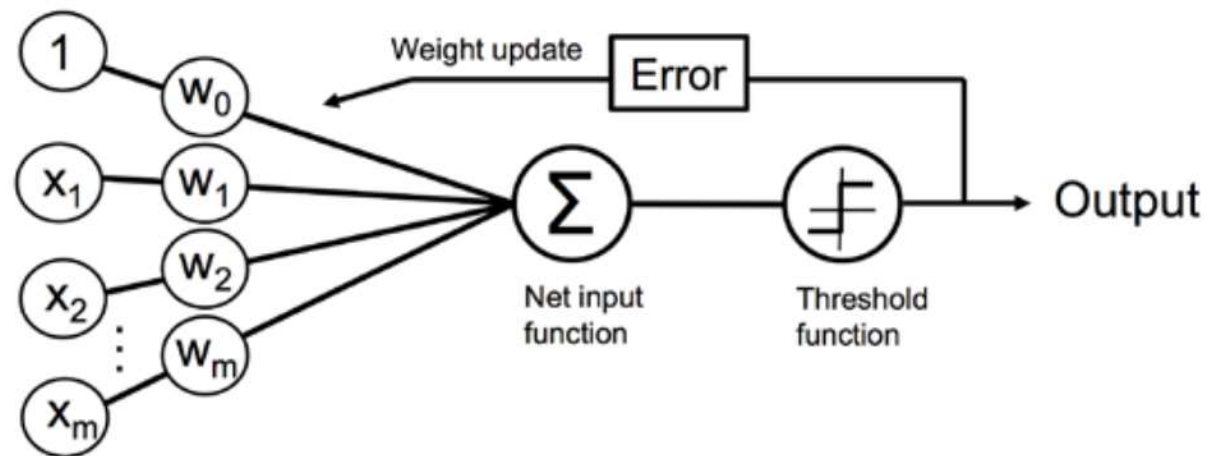 1
w0
Weight update
Error
x1
w1
Σ
Output
x2
w2
⋮
Net input
function
Threshold
function
wm
xm